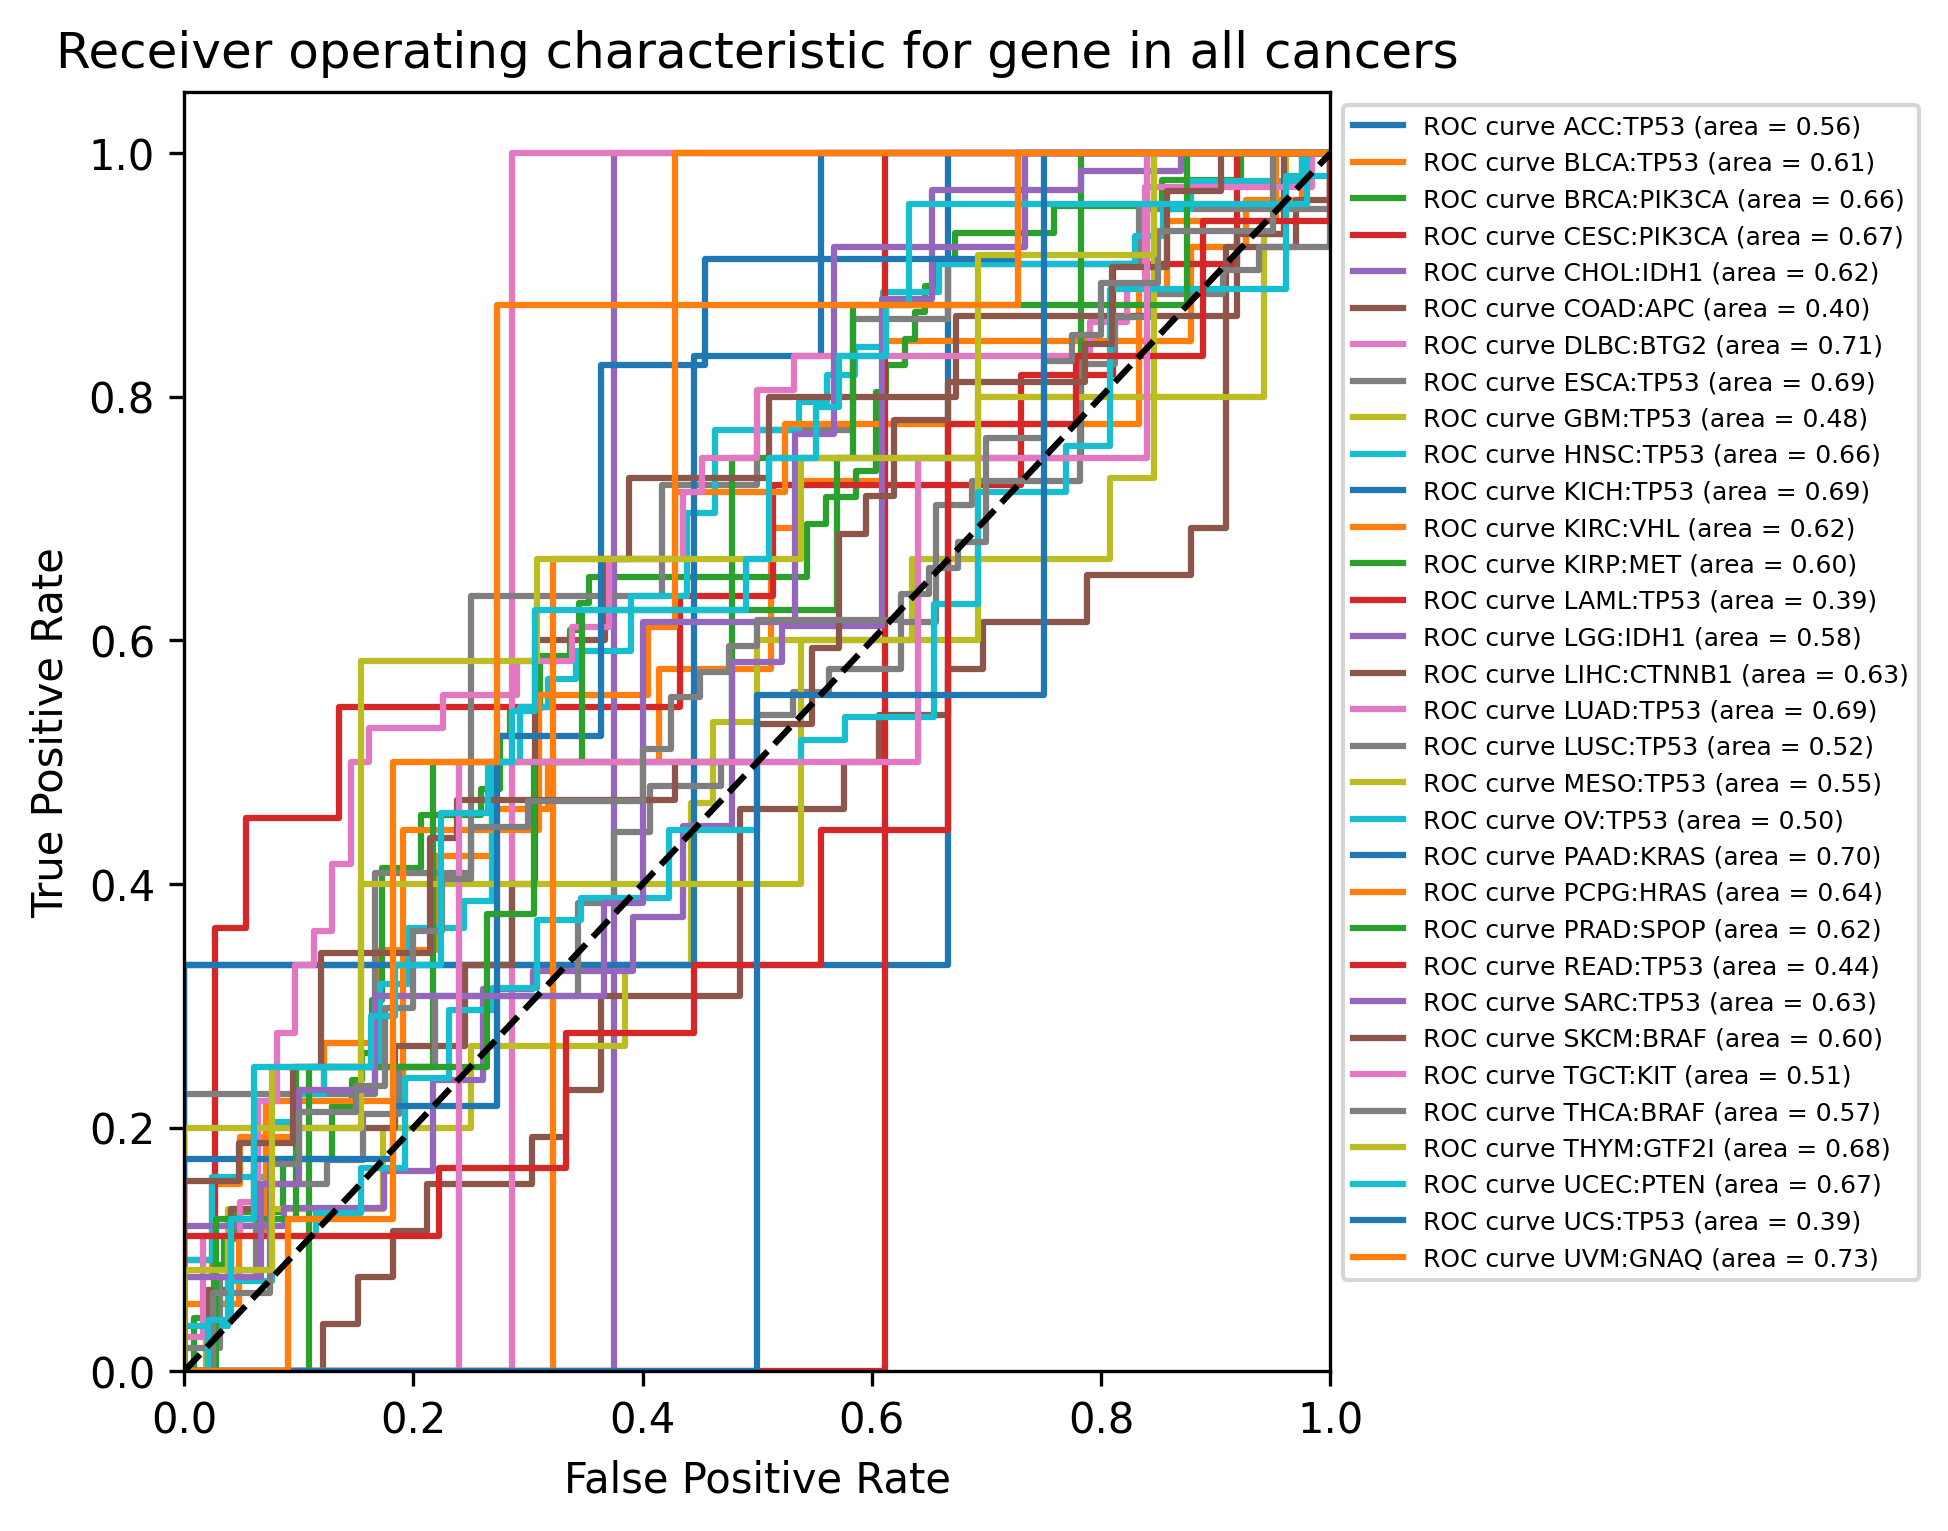 Receiver operating characteristic for gene in all cancers
True Positive Rate
1.0
0.8
0.6
0.4
0.2
0.0
0.0 0.2 0.4 0.6 0.8 1.0
False Positive Rate
ROC curve ACC:TP53 (area = 0.56)
ROC curve BLCA:TP53 (area = 0.61)
ROC curve BRCA:PIK3CA (area = 0.66)
ROC curve CESC:PIK3CA (area = 0.67)
ROC curve CHOL:IDH1 (area = 0.62)
ROC curve COAD:APC (area = 0.40)
ROC curve DLBC:BTG2 (area = 0.71)
ROC curve ESCA:TP53 (area = 0.69)
ROC curve GBM:TP53 (area = 0.48)
ROC curve HNSC:TP53 (area = 0.66)
ROC curve KICH:TP53 (area = 0.69)
ROC curve KIRC:VHL (area = 0.62)
ROC curve KIRP:MET (area = 0.60)
ROC curve LAML:TP53 (area = 0.39)
ROC curve LGG:IDH1 (area = 0.58)
ROC curve LIHC:CTNNB1 (area = 0.63)
ROC curve LUAD:TP53 (area = 0.69)
ROC curve LUSC:TP53 (area = 0.52)
ROC curve MESO:TP53 (area = 0.55)
ROC curve OV:TP53 (area = 0.50)
ROC curve PAAD:KRAS (area = 0.70)
ROC curve PCPG:HRAS (area = 0.64)
ROC curve PRAD:SPOP (area = 0.62)
ROC curve READ:TP53 (area = 0.44)
ROC curve SARC:TP53 (area = 0.63)
ROC curve SKCM:BRAF (area = 0.60)
ROC curve TGCT:KIT (area = 0.51)
ROC curve THCA:BRAF (area = 0.57)
ROC curve THYM:GTF2I (area = 0.68)
ROC curve UCEC:PTEN (area = 0.67)
ROC curve UCS:TP53 (area = 0.39)
ROC curve UVM:GNAQ (area = 0.73)